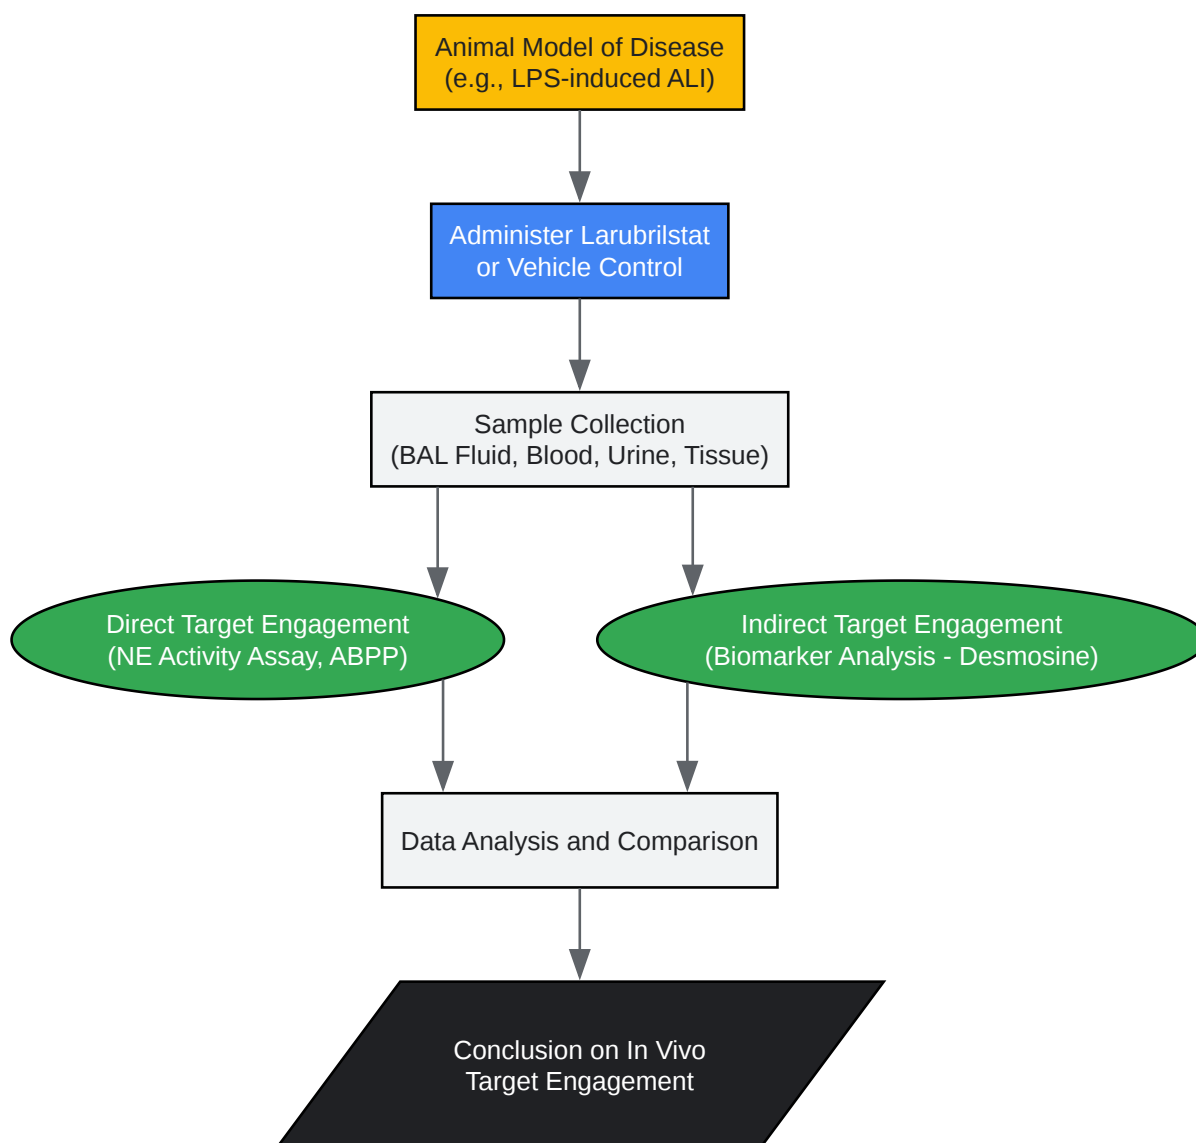 Animal Model of Disease
(e.g., LPS-induced ALI)
Administer Larubrilstat
or Vehicle Control
Sample Collection
(BAL Fluid, Blood, Urine, Tissue)
Direct Target Engagement
(NE Activity Assay, ABPP)
Indirect Target Engagement
(Biomarker Analysis - Desmosine)
Data Analysis and Comparison
Conclusion on In Vivo
Target Engagement